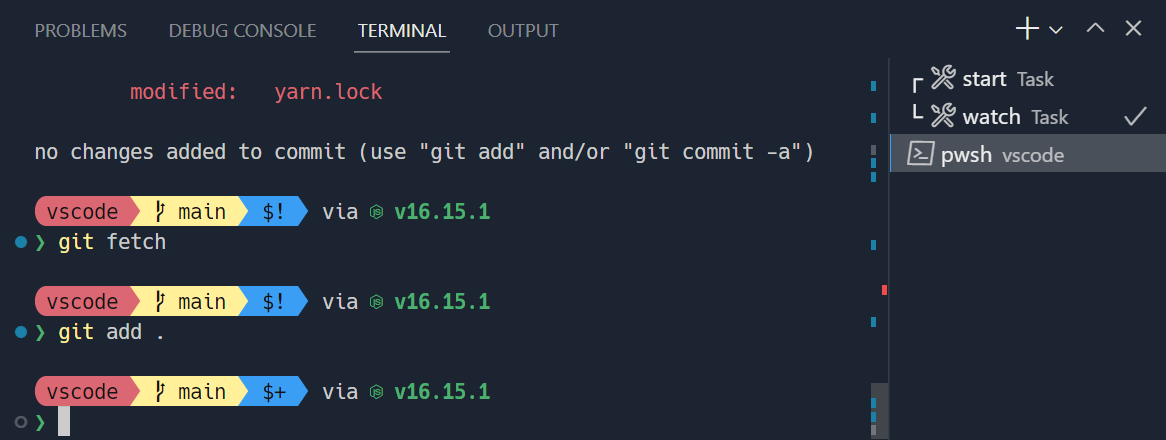 PROBLEMS DEBUG CONSOLE TERMINAL OUTPUT
modified: yarn.lock
no changes added to commit (use "git add" and/or "git commit -a")
vscode main $! via v16.15.1
❯ git fetch
vscode main $! via v16.15.1
❯ git add .
vscode main $+ via v16.15.1
❯
start Task
watch Task
pwsh vscode